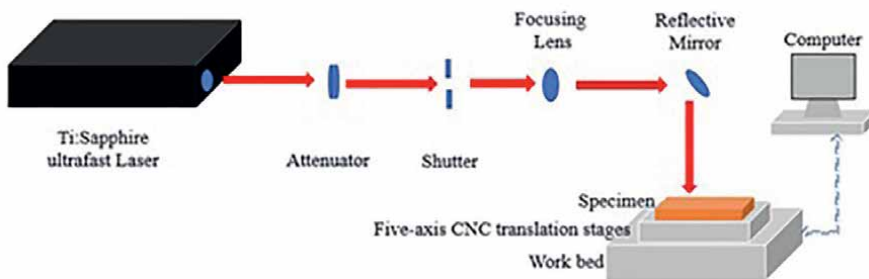 Focusing
Lens
Reflective
Mirror
Computer
Ti:Sapphire
ultrafast Laser
Attenuator
Shutter
Specimen
Five-axis CNC translation stages
Work bed